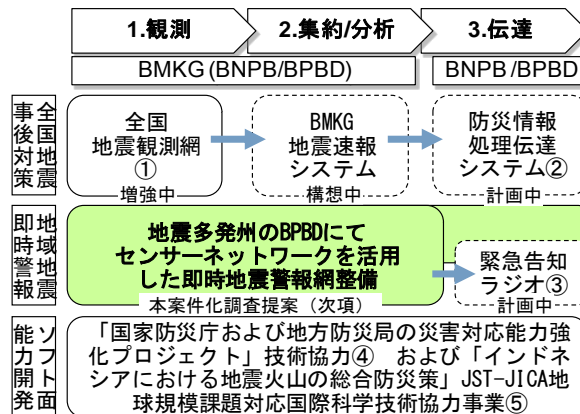 1.観測
2.集約/分析
3.伝達
BMKG(BNPB/BPBD)
BNPB/BPBD
全国地震
事後対策
全国
地震観測網
①
増強中
BMKG
地震速報
システム
構想中
防災情報
処理伝達
システム②
計画中
地域地震
即時警報
地震多発州のBPBDにて
センサーネットワークを活用
した即時地震警報網整備
本案件化調査提案(次項)
緊急告知
ラジオ③
計画中
ソフト面
能力開発
「国家防災庁および地方防災局の災害対応能力強
化プロジェクト」技術協力④ および「インドネ
シアにおける地震火山の総合防災策」JST-JICA地
球規模課題対応国際科学技術協力事業⑤